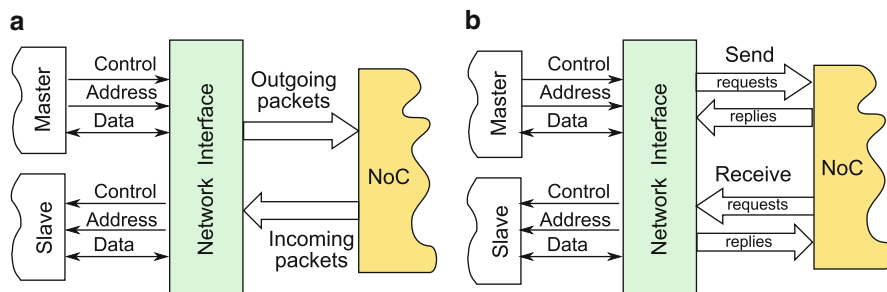 a
Master
Control
Address
Data
Slave
Control
Address
Data
Network Interface
Outgoing
packets
Incoming
packets
NoC
b
Master
Control
Address
Data
Slave
Control
Address
Data
Network Interface
Send
requests
replies
Receive
requests
replies
NoC